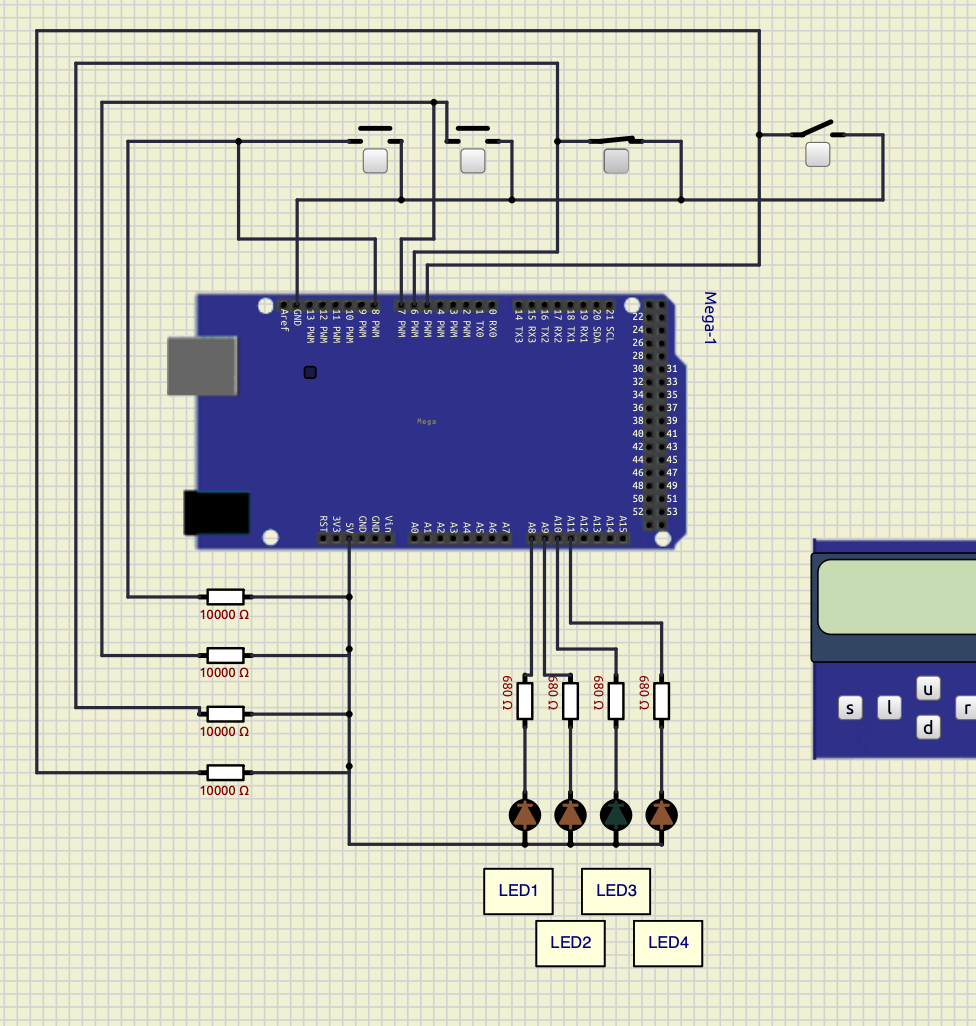 Mega-1
Aref
GND
13 PWM
12 PWM
11 PWM
10 PWM
9 PWM
8 PWM
7 PWM
6 PWM
5 PWM
4 PWM
3 PWM
2 PWM
1 TX0
0 RX0
14 TX3
15 RX3
16 TX2
17 RX2
18 TX1
19 RX1
20 SDA
21 SCL
22
24
26
28
30 31
32 33
34 35
36 37
38 39
40 41
42 43
44 45
46 47
48 49
50 51
52 53
Mega
RST
3V3
5V
GND
GND
Vin
A0
A1
A2
A3
A4
A5
A6
A7
A8
A9
A10
A11
A12
A13
A14
A15
10000 Ω
10000 Ω
10000 Ω
10000 Ω
680 Ω
680 Ω
680 Ω
680 Ω
u
s l r
d
LED1
LED3
LED2
LED4